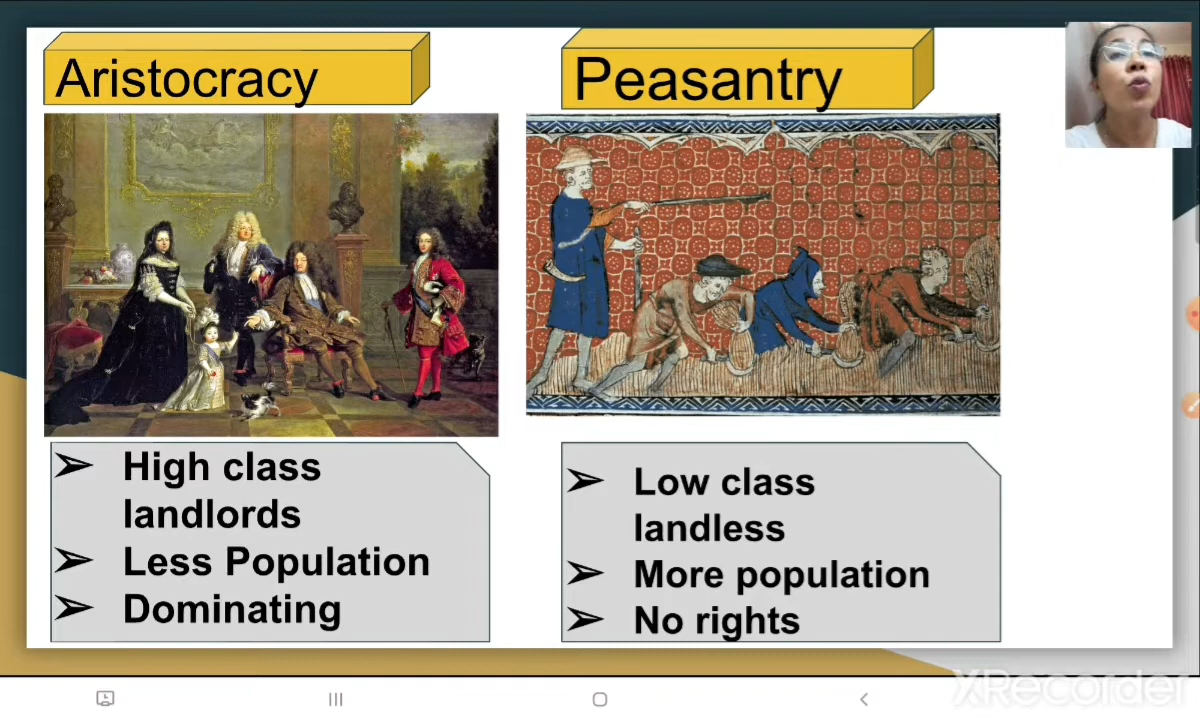 Aristocracy
Peasantry
➢ High class
landlords
➢ Less Population
➢ Dominating
➢ Low class
landless
➢ More population
➢ No rights
XRecorder